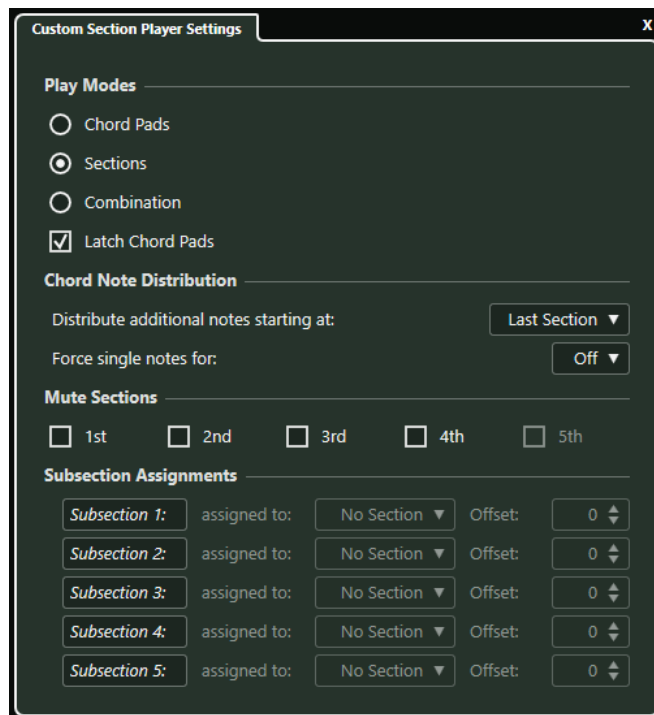 Custom Section Player Settings X
Play Modes
Chord Pads
Sections
Combination
Latch Chord Pads
Chord Note Distribution
Distribute additional notes starting at: Last Section
Force single notes for: Off
Mute Sections
1st 2nd 3rd 4th 5th
Subsection Assignments
Subsection 1: assigned to: No Section Offset: 0
Subsection 2: assigned to: No Section Offset: 0
Subsection 3: assigned to: No Section Offset: 0
Subsection 4: assigned to: No Section Offset: 0
Subsection 5: assigned to: No Section Offset: 0